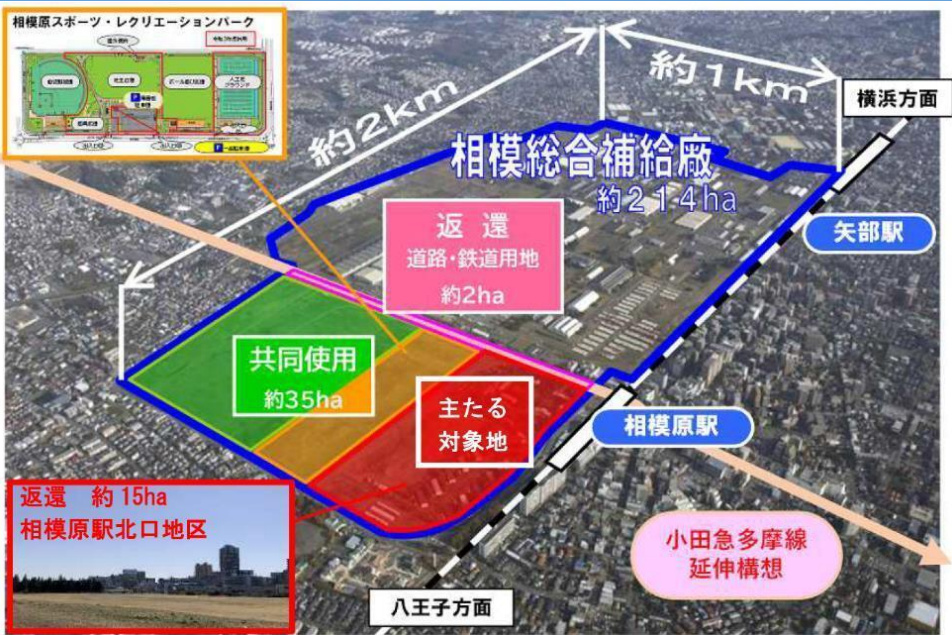 相模原スポーツ・レクリエーションパーク
約2km
約1km
横浜方面
相模総合補給廠
約214ha
矢部駅
返 還
道路・鉄道用地
約2ha
共同使用
約35ha
主たる
対象地
相模原駅
返還 約15ha
相模原駅北口地区
小田急多摩線
延伸構想
八王子方面